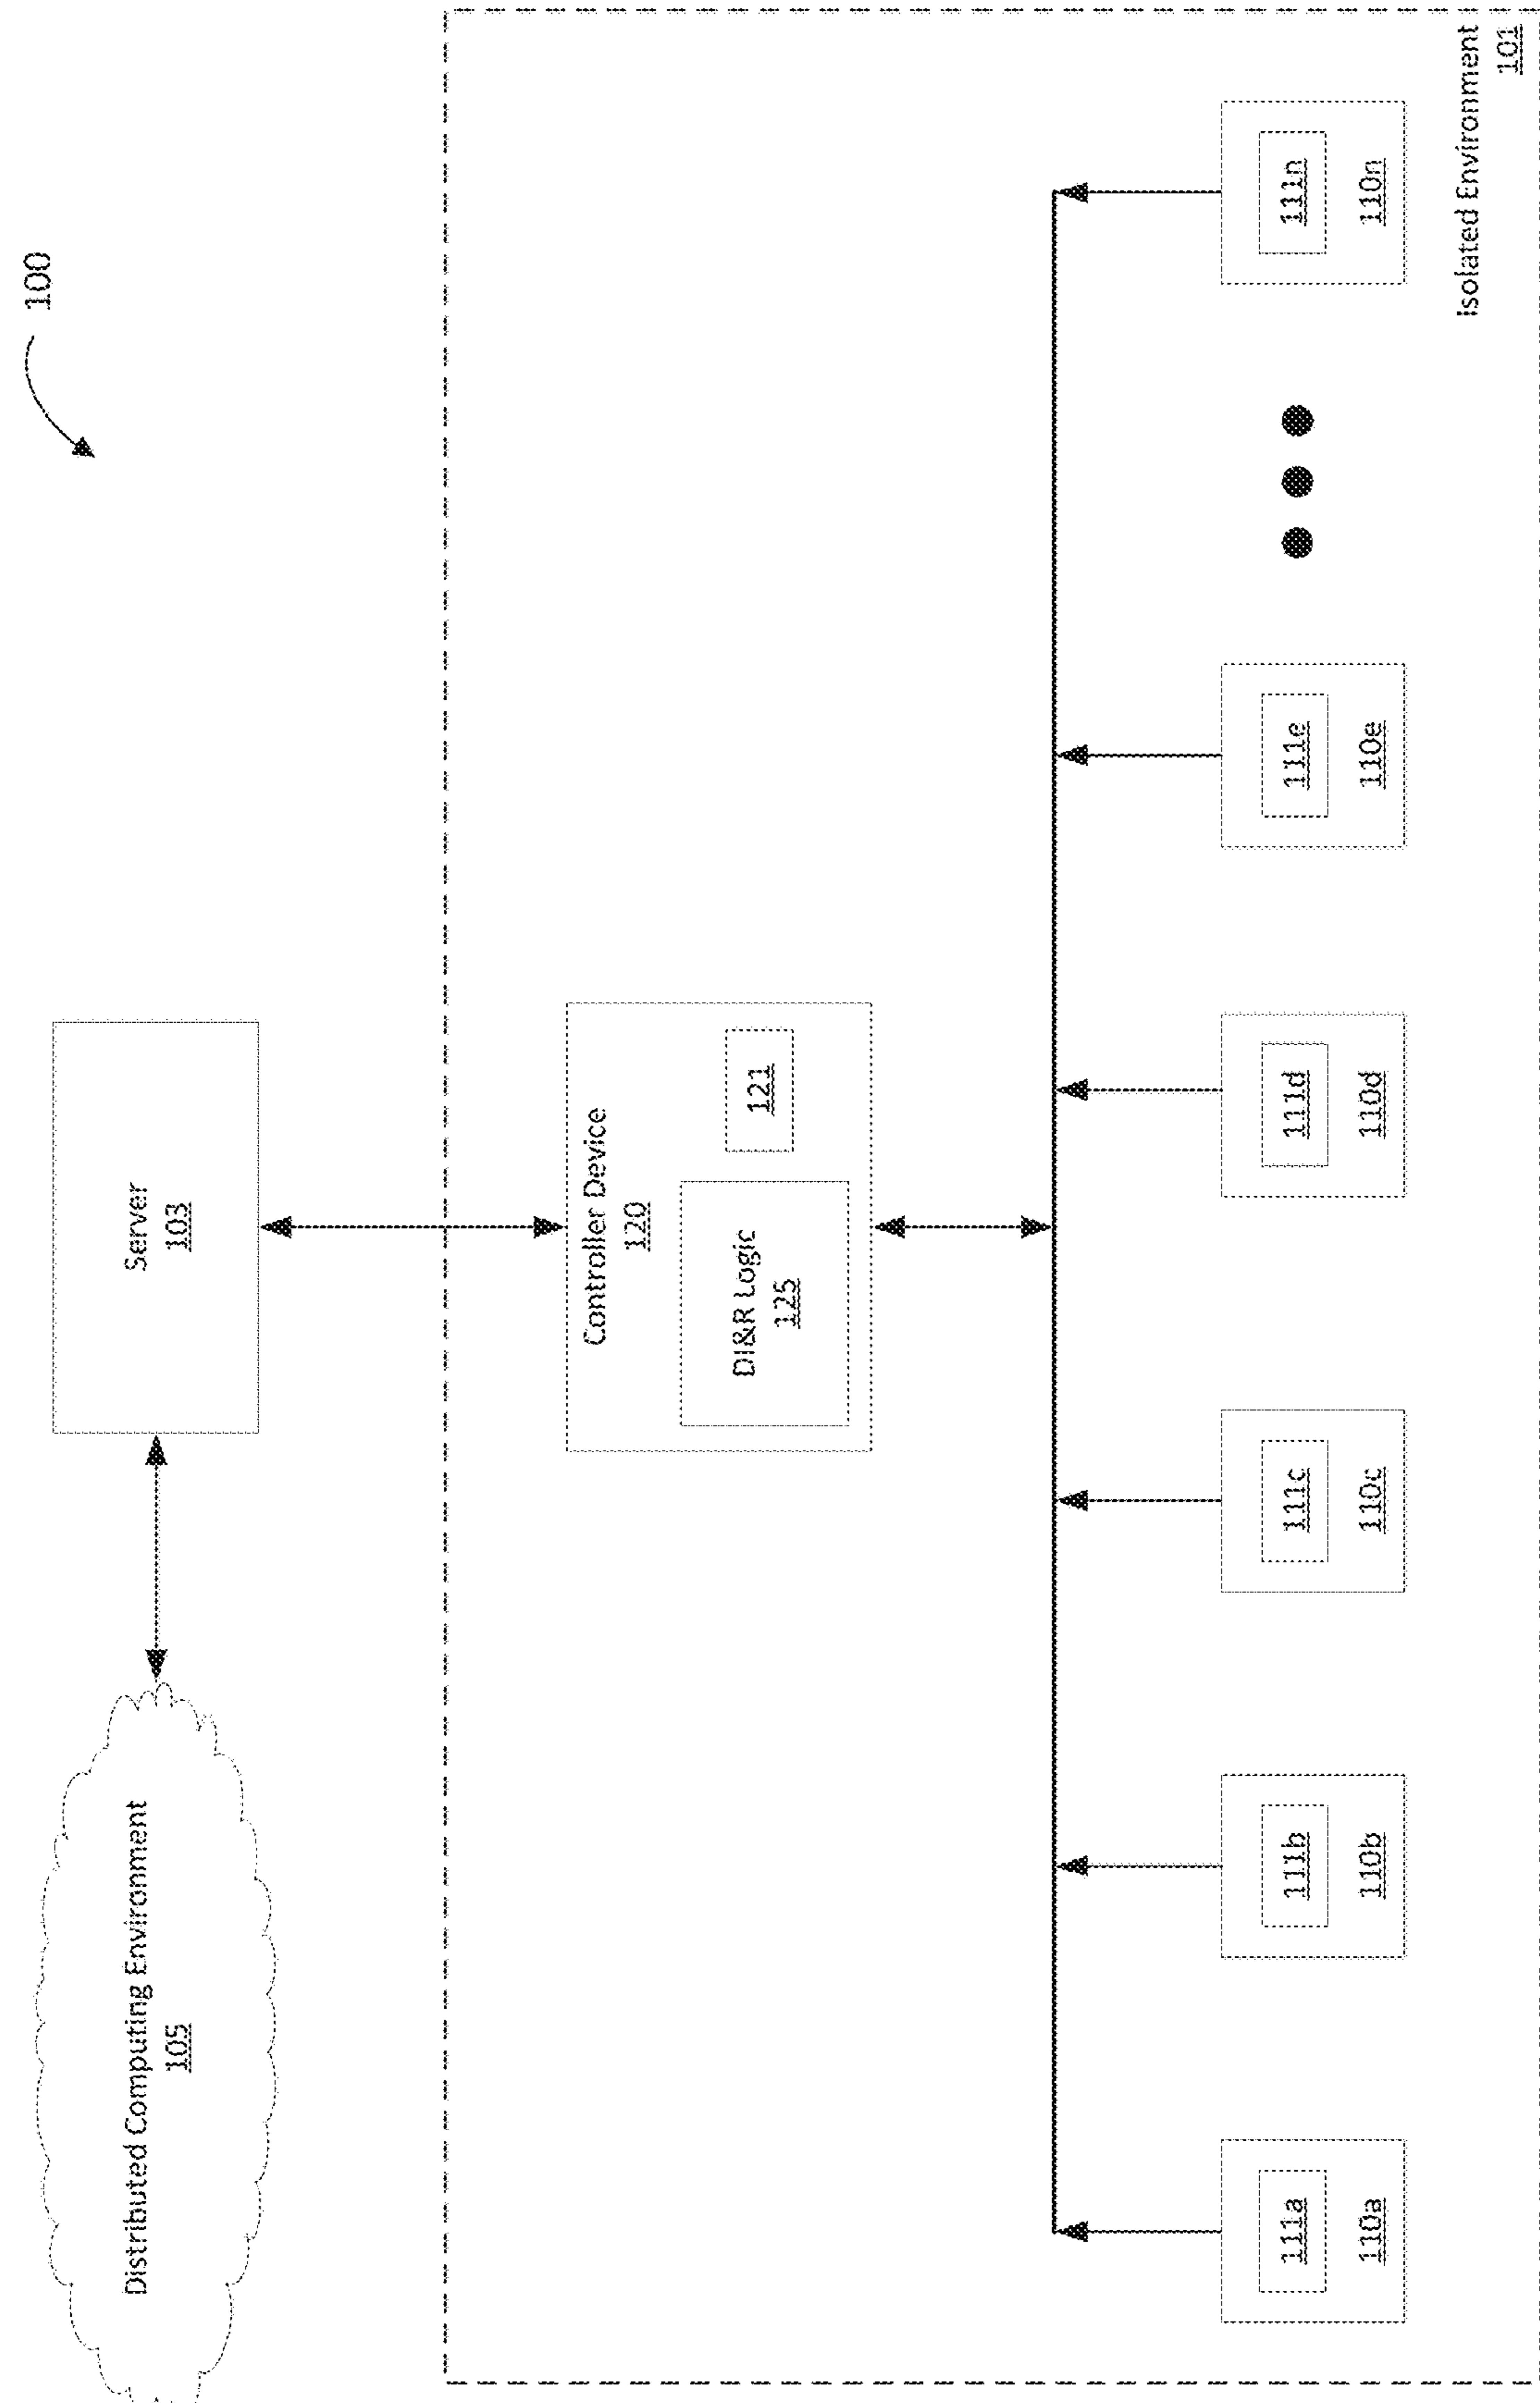 100
Distributed Computing Environment
105
Server
103
Controller Device
120
DI&R Logic
125
121
111a
110a
111b
110b
111c
110c
111d
110d
111e
110e
111n
110n
Isolated Environment
101